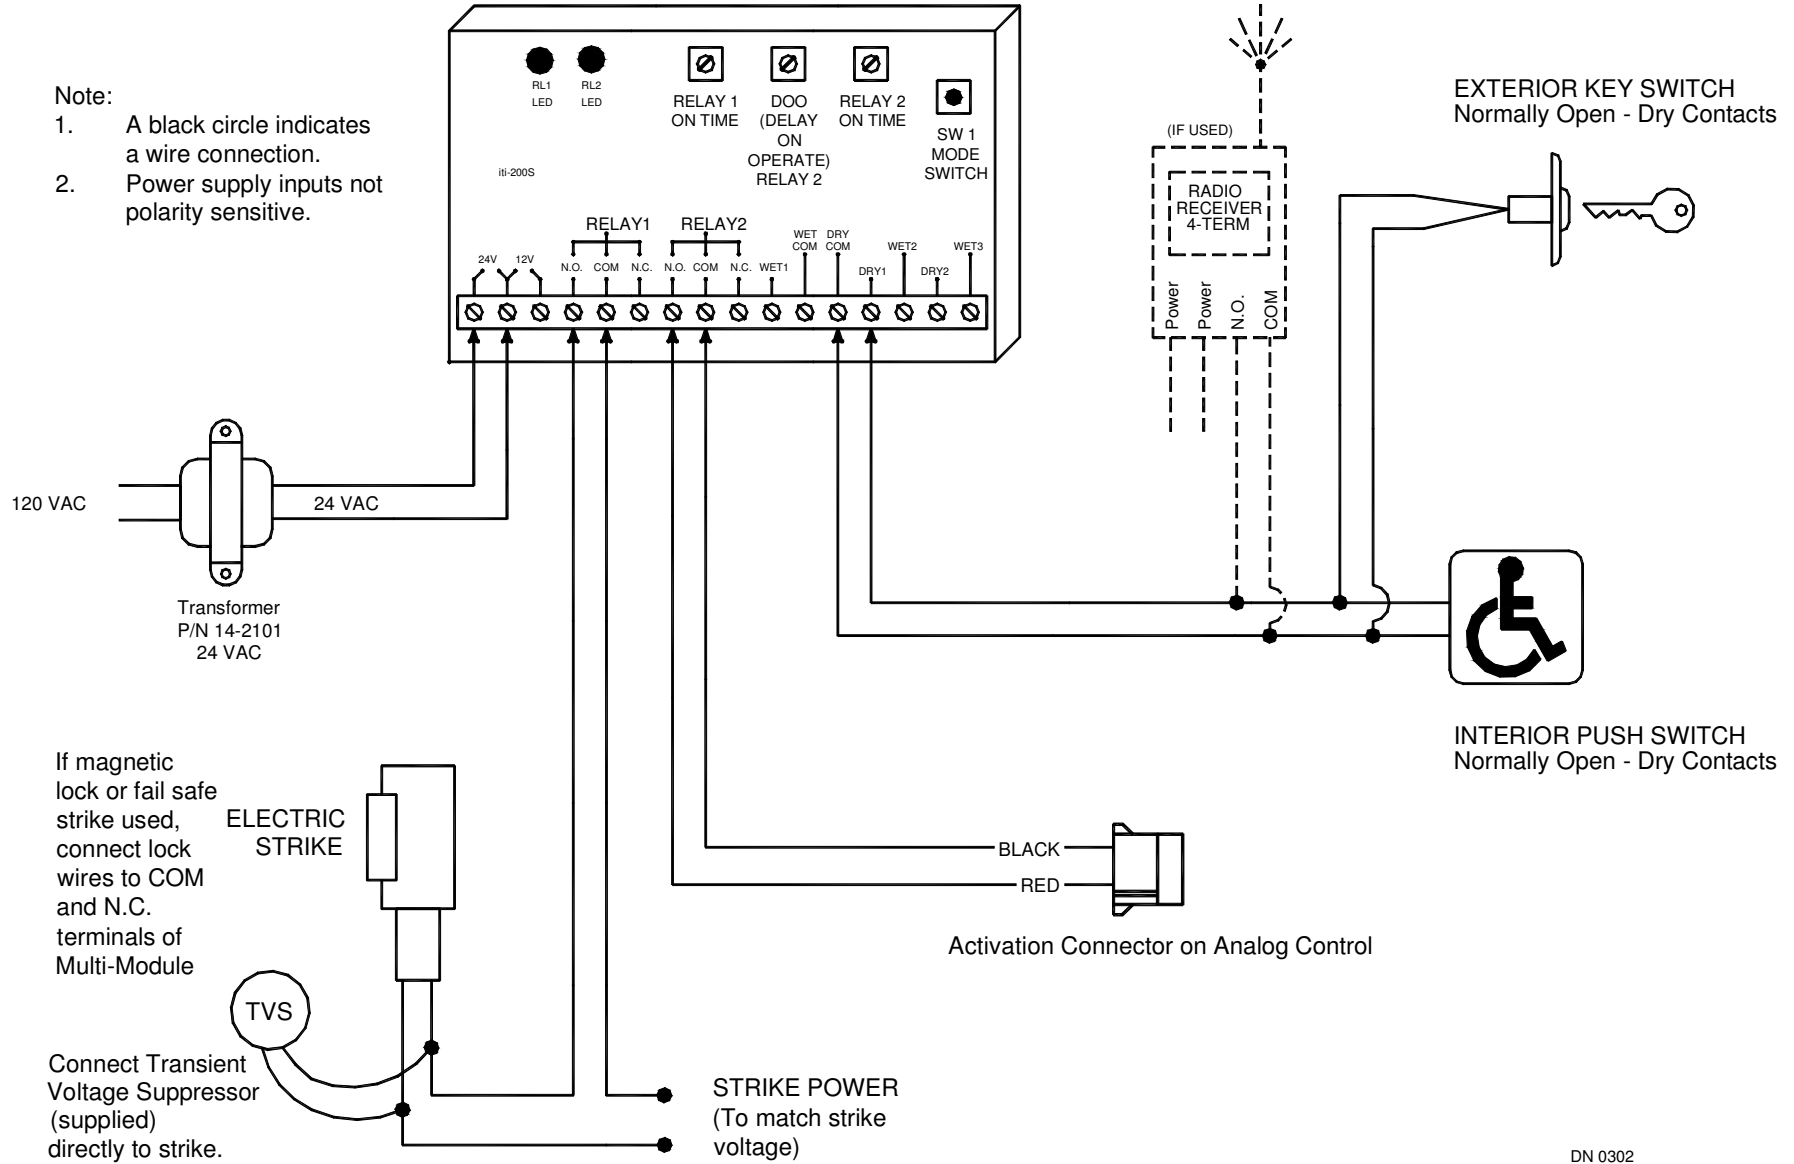 Note:
1. A black circle indicates
a wire connection.
2. Power supply inputs not
polarity sensitive.
RL1
LED
RL2
LED
RELAY 1
ON TIME
DOO
(DELAY
ON
OPERATE)
RELAY 2
RELAY 2
ON TIME
SW 1
MODE
SWITCH
iti-200S
RELAY1
RELAY2
24V
12V
N.O.
COM
N.C.
N.O.
COM
N.C.
WET1
WET
COM
DRY
COM
DRY1
WET2
DRY2
WET3
(IF USED)
RADIO
RECEIVER
4-TERM
Power
Power
N.O.
COM
EXTERIOR KEY SWITCH
Normally Open - Dry Contacts
120 VAC
24 VAC
Transformer
P/N 14-2101
24 VAC
INTERIOR PUSH SWITCH
Normally Open - Dry Contacts
If magnetic
lock or fail safe
strike used,
connect lock
wires to COM
and N.C.
terminals of
Multi-Module
ELECTRIC
STRIKE
BLACK
RED
Activation Connector on Analog Control
TVS
Connect Transient
Voltage Suppressor
(supplied)
directly to strike.
STRIKE POWER
(To match strike
voltage)
DN 0302